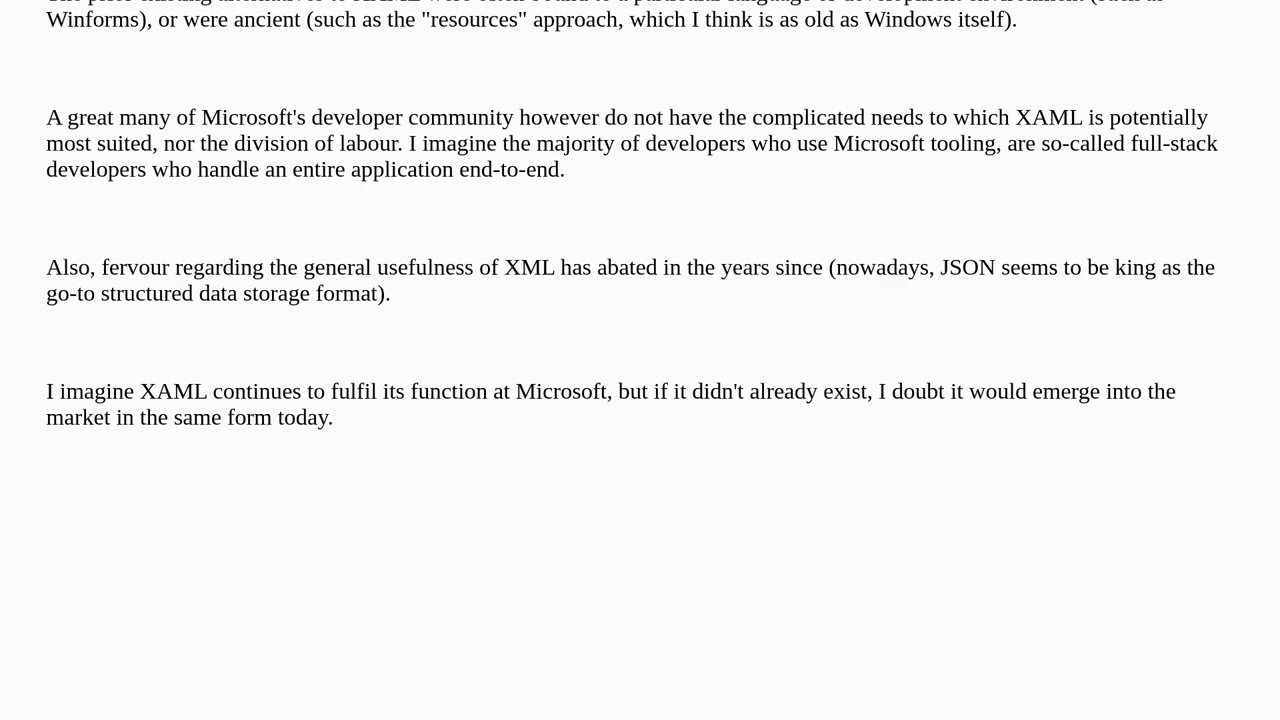 Winforms), or were ancient (such as the "resources" approach, which I think is as old as Windows itself).
A great many of Microsoft's developer community however do not have the complicated needs to which XAML is potentially
most suited, nor the division of labour. I imagine the majority of developers who use Microsoft tooling, are so-called full-stack
developers who handle an entire application end-to-end.
Also, fervour regarding the general usefulness of XML has abated in the years since (nowadays, JSON seems to be king as the
go-to structured data storage format).
I imagine XAML continues to fulfil its function at Microsoft, but if it didn't already exist, I doubt it would emerge into the
market in the same form today.